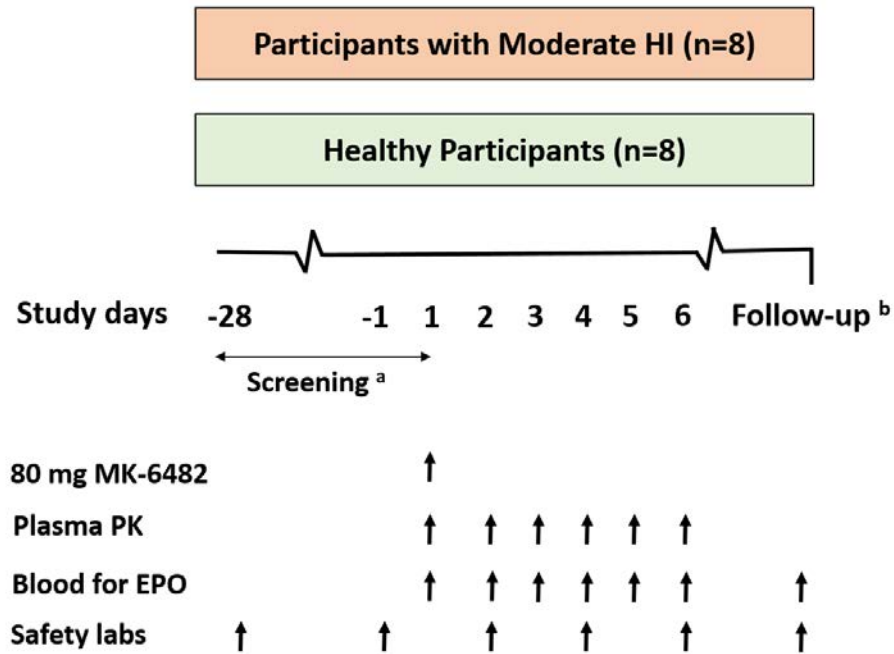 Participants with Moderate HI (n=8)
Healthy Participants (n=8)
Study days -28 -1 1 2 3 4 5 6 Follow-up b
Screening a
80 mg MK-6482
Plasma PK
Blood for EPO
Safety labs